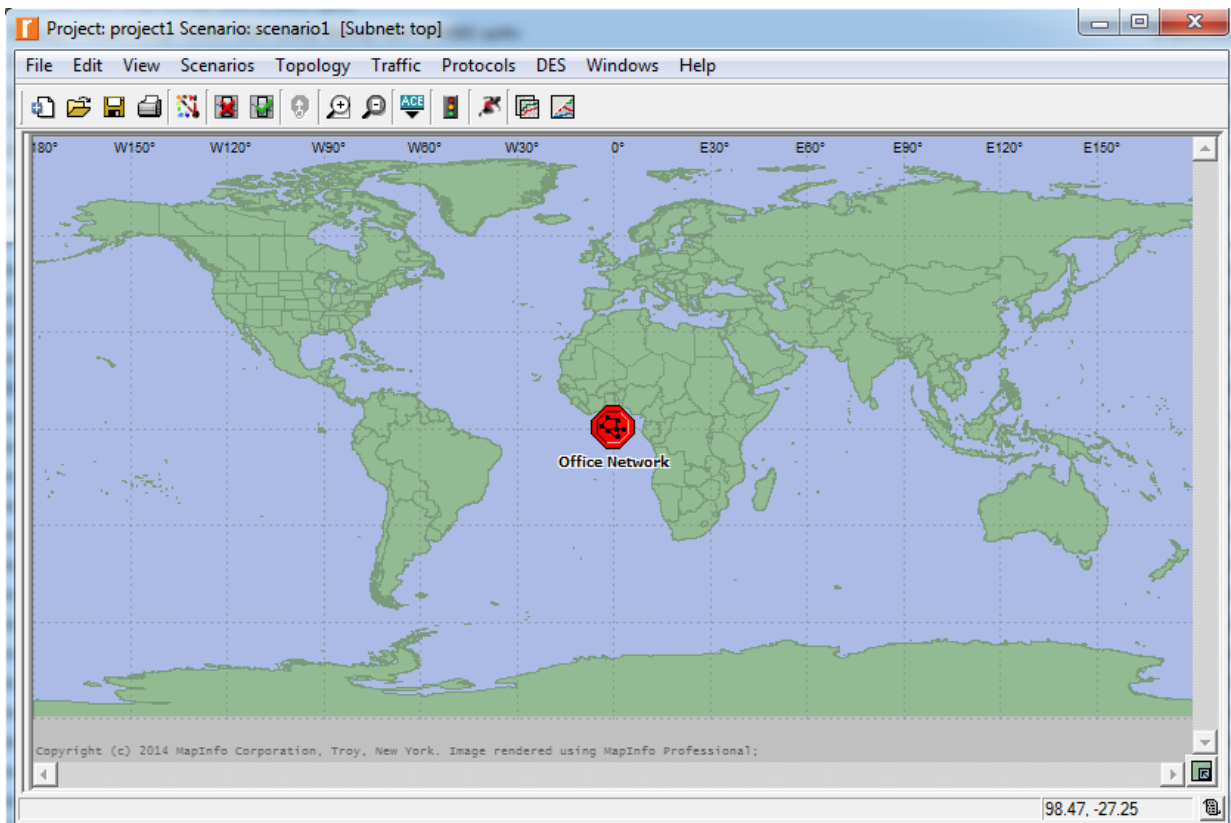 Project: project1 Scenario: scenario1 [Subnet: top]
File Edit View Scenarios Topology Traffic Protocols DES Windows Help
ACE
180° W150° W120° W90° W60° W30° 0° E30° E60° E90° E120° E150°
Office Network
Copyright (c) 2014 MapInfo Corporation, Troy, New York. Image rendered using MapInfo Professional;
98.47, -27.25